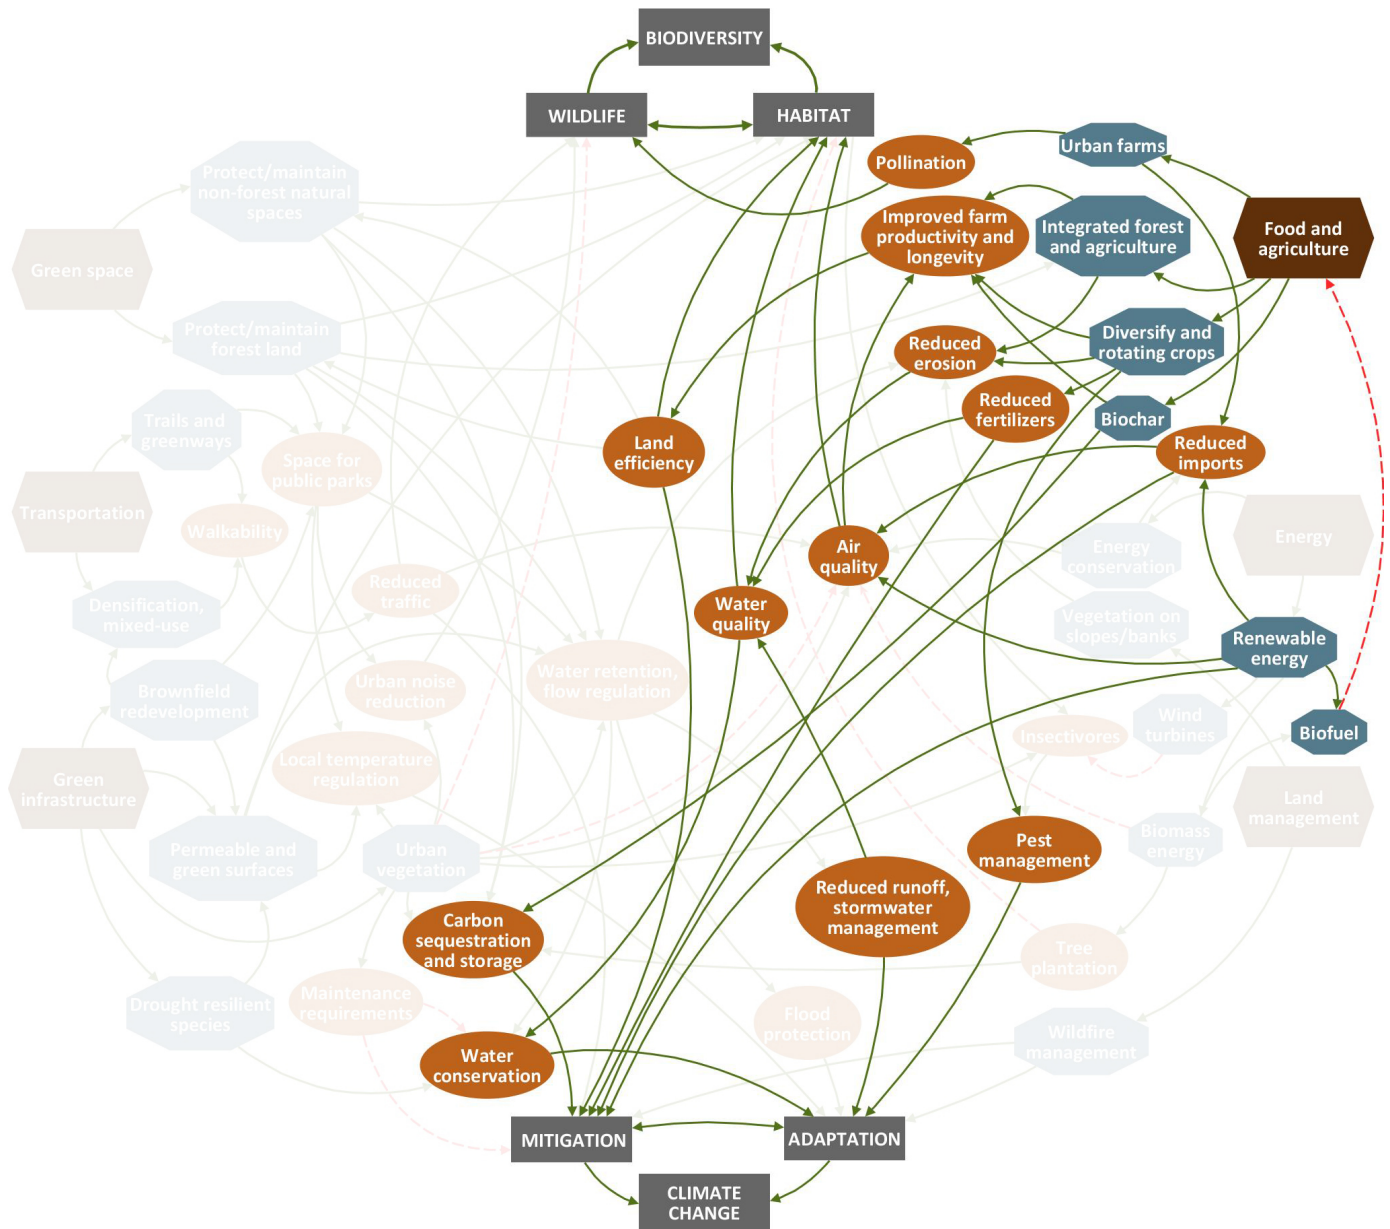 BIODIVERSITY
WILDLIFE
HABITAT
Pollination
Urban farms
Protect/maintain
non-forest natural
spaces
Improved farm
productivity and
longevity
Integrated forest
and agriculture
Food and
agriculture
Green space
Protect/maintain
forest land
Reduced
erosion
Diversify and
rotating crops
Trails and
greenways
Reduced
fertilizers
Biochar
Land
efficiency
Space for
public parks
Reduced
imports
Transportation
Walkability
Air
quality
Energy
conservation
Energy
Reduced
traffic
Densification,
mixed-use
Water
quality
Vegetation on
slopes/banks
Renewable
energy
Brownfield
redevelopment
Urban noise
reduction
Water retention,
flow regulation
Insectivores
Wind
turbines
Biofuel
Local temperature
regulation
Green
infrastructure
Land
management
Permeable and
green surfaces
Urban
vegetation
Pest
management
Biomass
energy
Reduced runoff,
stormwater
management
Carbon
sequestration
and storage
Tree
plantation
Drought resilient
species
Maintenance
requirements
Flood
protection
Wildfire
management
Water
conservation
MITIGATION
ADAPTATION
CLIMATE
CHANGE